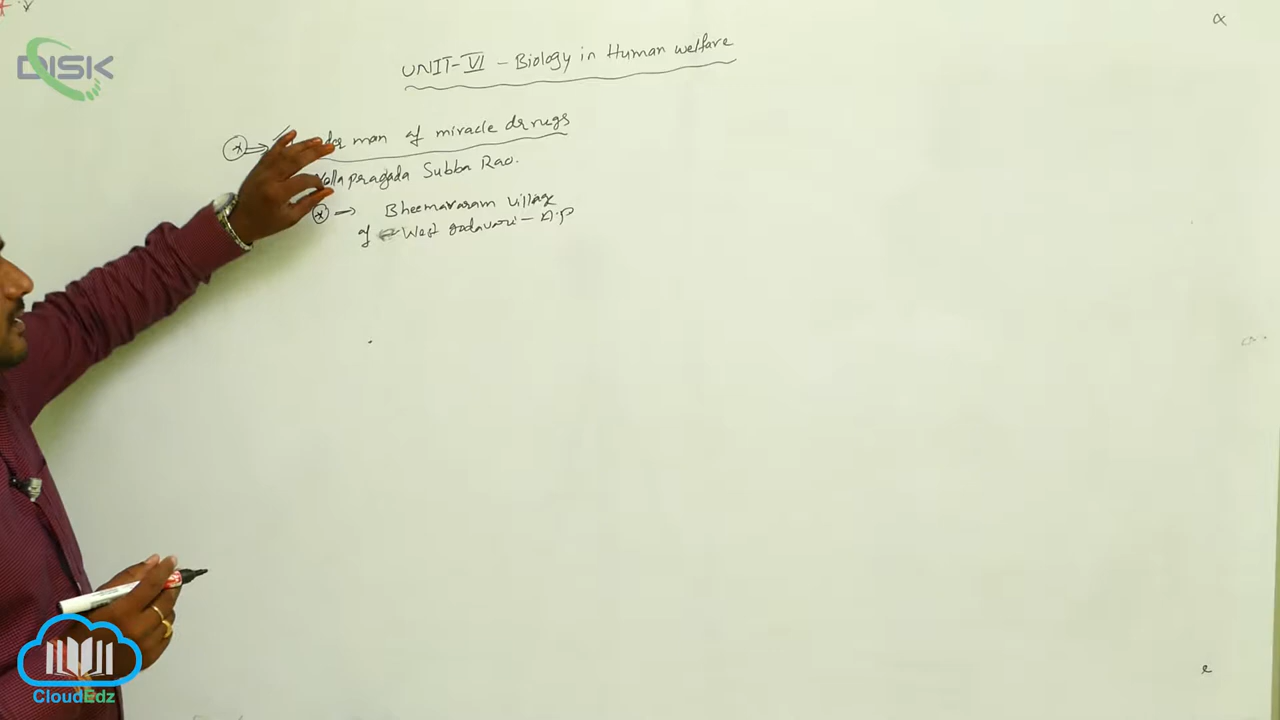 DISK
UNIT-VI - Biology in Human welfare
man of miracle drugs
Yellapragada Subba Rao.
Bheemavaram village
of West Godavari - A.P
CloudEdz